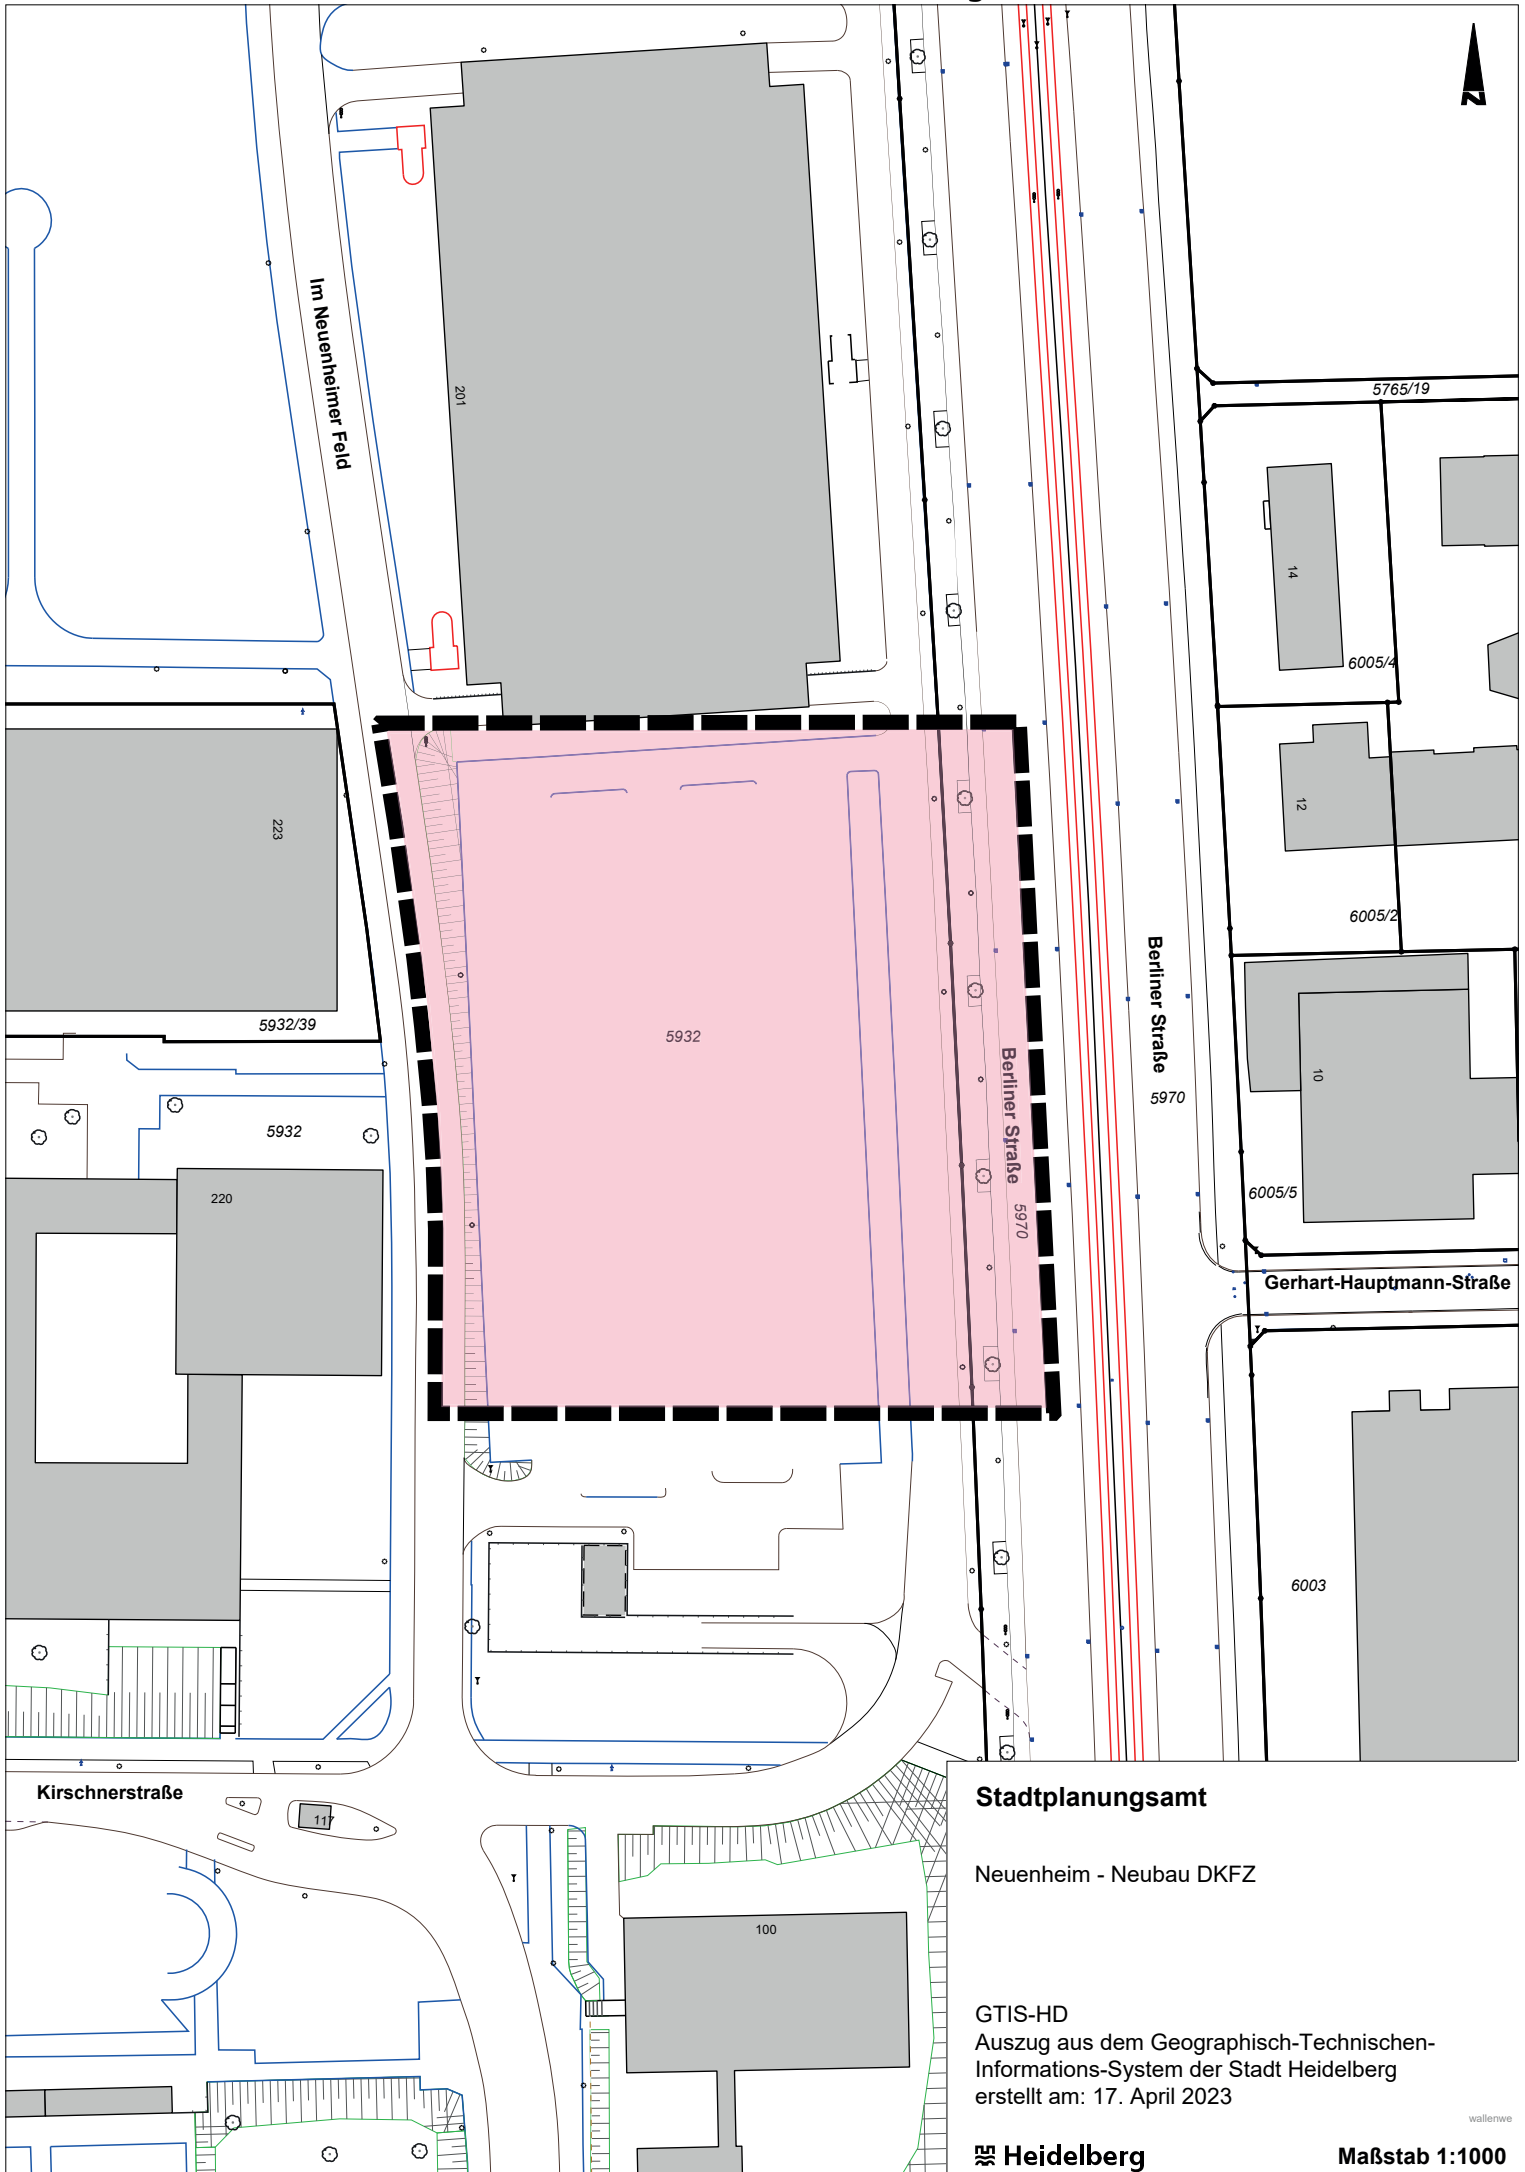 N
Im Neuenheimer Feld
201
5765/19
14
6005/4
12
6005/2
223
5932/39
5932
220
5932
Berliner Straße
5970
Berliner Straße
5970
10
6005/5
Gerhart-Hauptmann-Straße
6003
Kirschnerstraße
117
100
Stadtplanungsamt
Neuenheim - Neubau DKFZ
GTIS-HD
Auszug aus dem Geographisch-Technischen-
Informations-System der Stadt Heidelberg
erstellt am: 17. April 2023
wallenwe
Heidelberg
Maßstab 1:1000